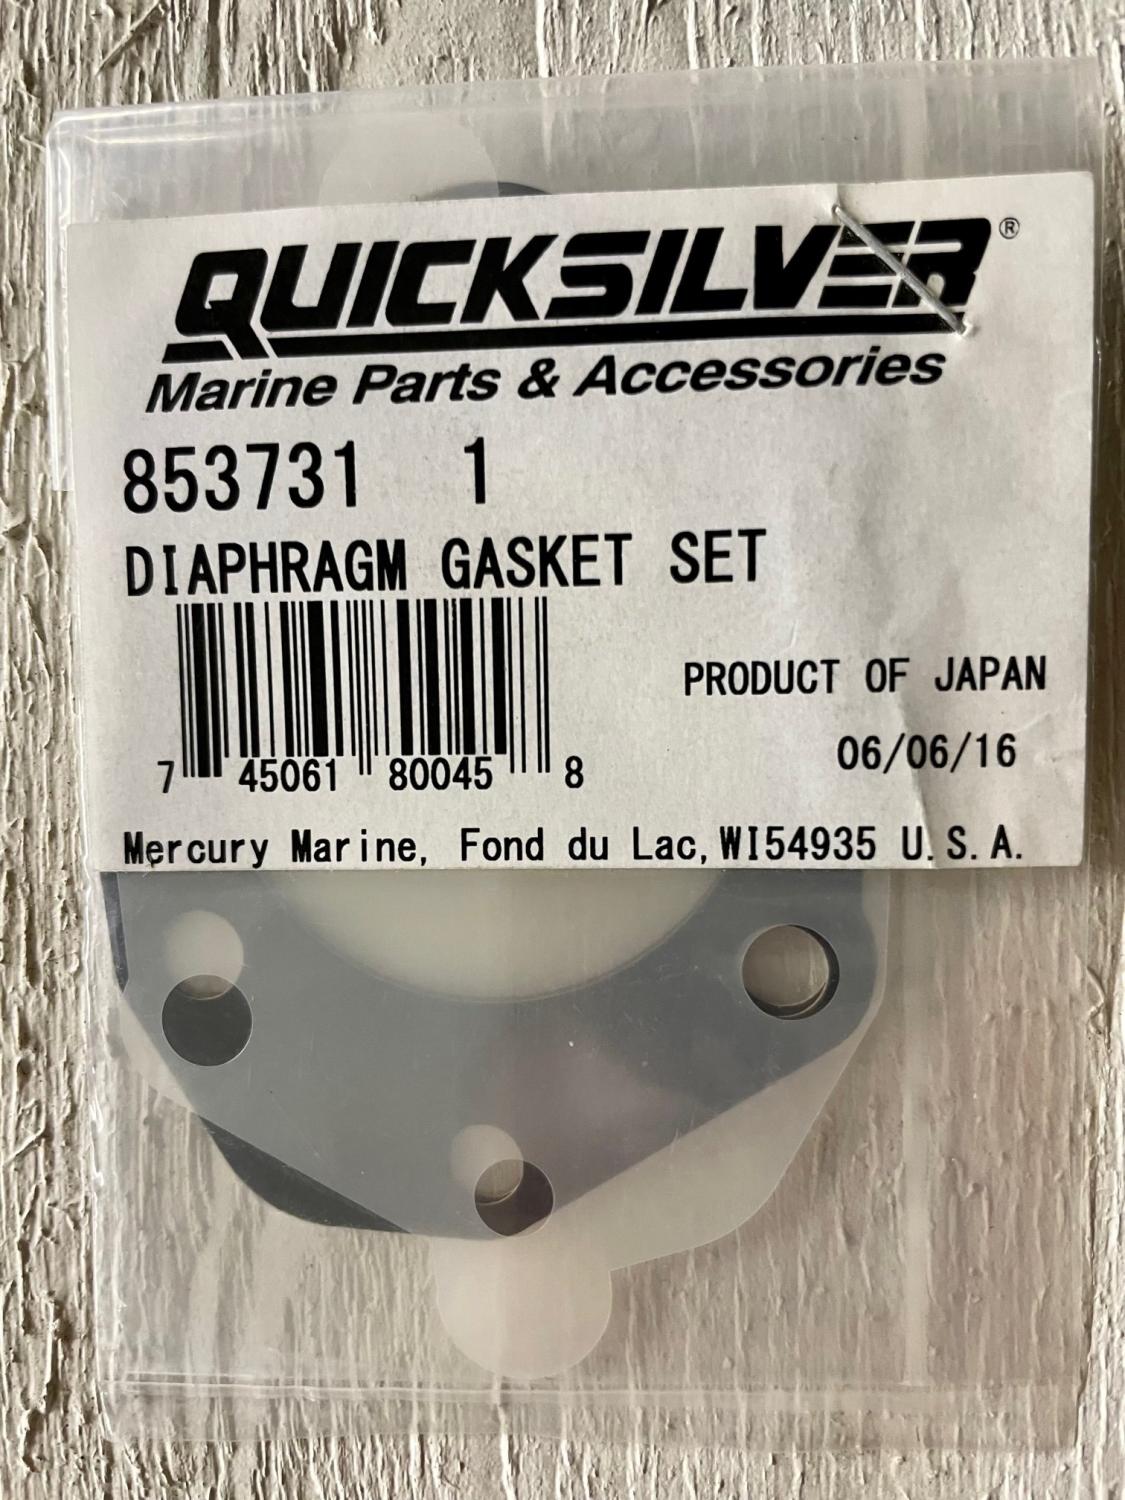 QUICKSILVER®
Marine Parts & Accessories
853731 1
DIAPHRAGM GASKET SET
PRODUCT OF JAPAN
06/06/16
7 45061 80045 8
Mercury Marine, Fond du Lac, WI54935 U.S.A.